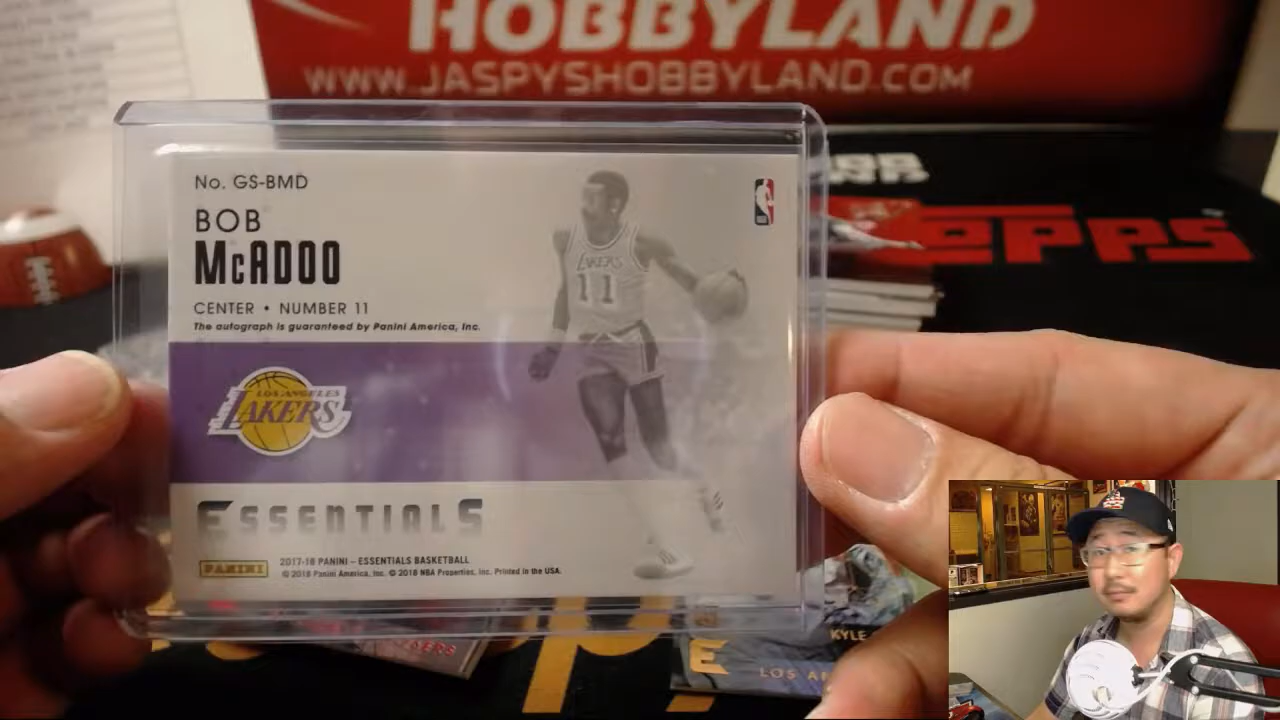 HOBBYLAND
WWW.JASPYSHOBBYLAND.COM
No. GS-BMD
BOB
McADOO
CENTER • NUMBER 11
The autograph is guaranteed by Panini America, Inc.
LAKERS
11
LOS ANGELES
LAKERS
ESSENTIALS
PANINI
2017-18 PANINI – ESSENTIALS BASKETBALL
© 2018 Panini America, Inc. © 2018 NBA Properties, Inc. Printed in the USA.
TOPPS
KYLE
LOS
E